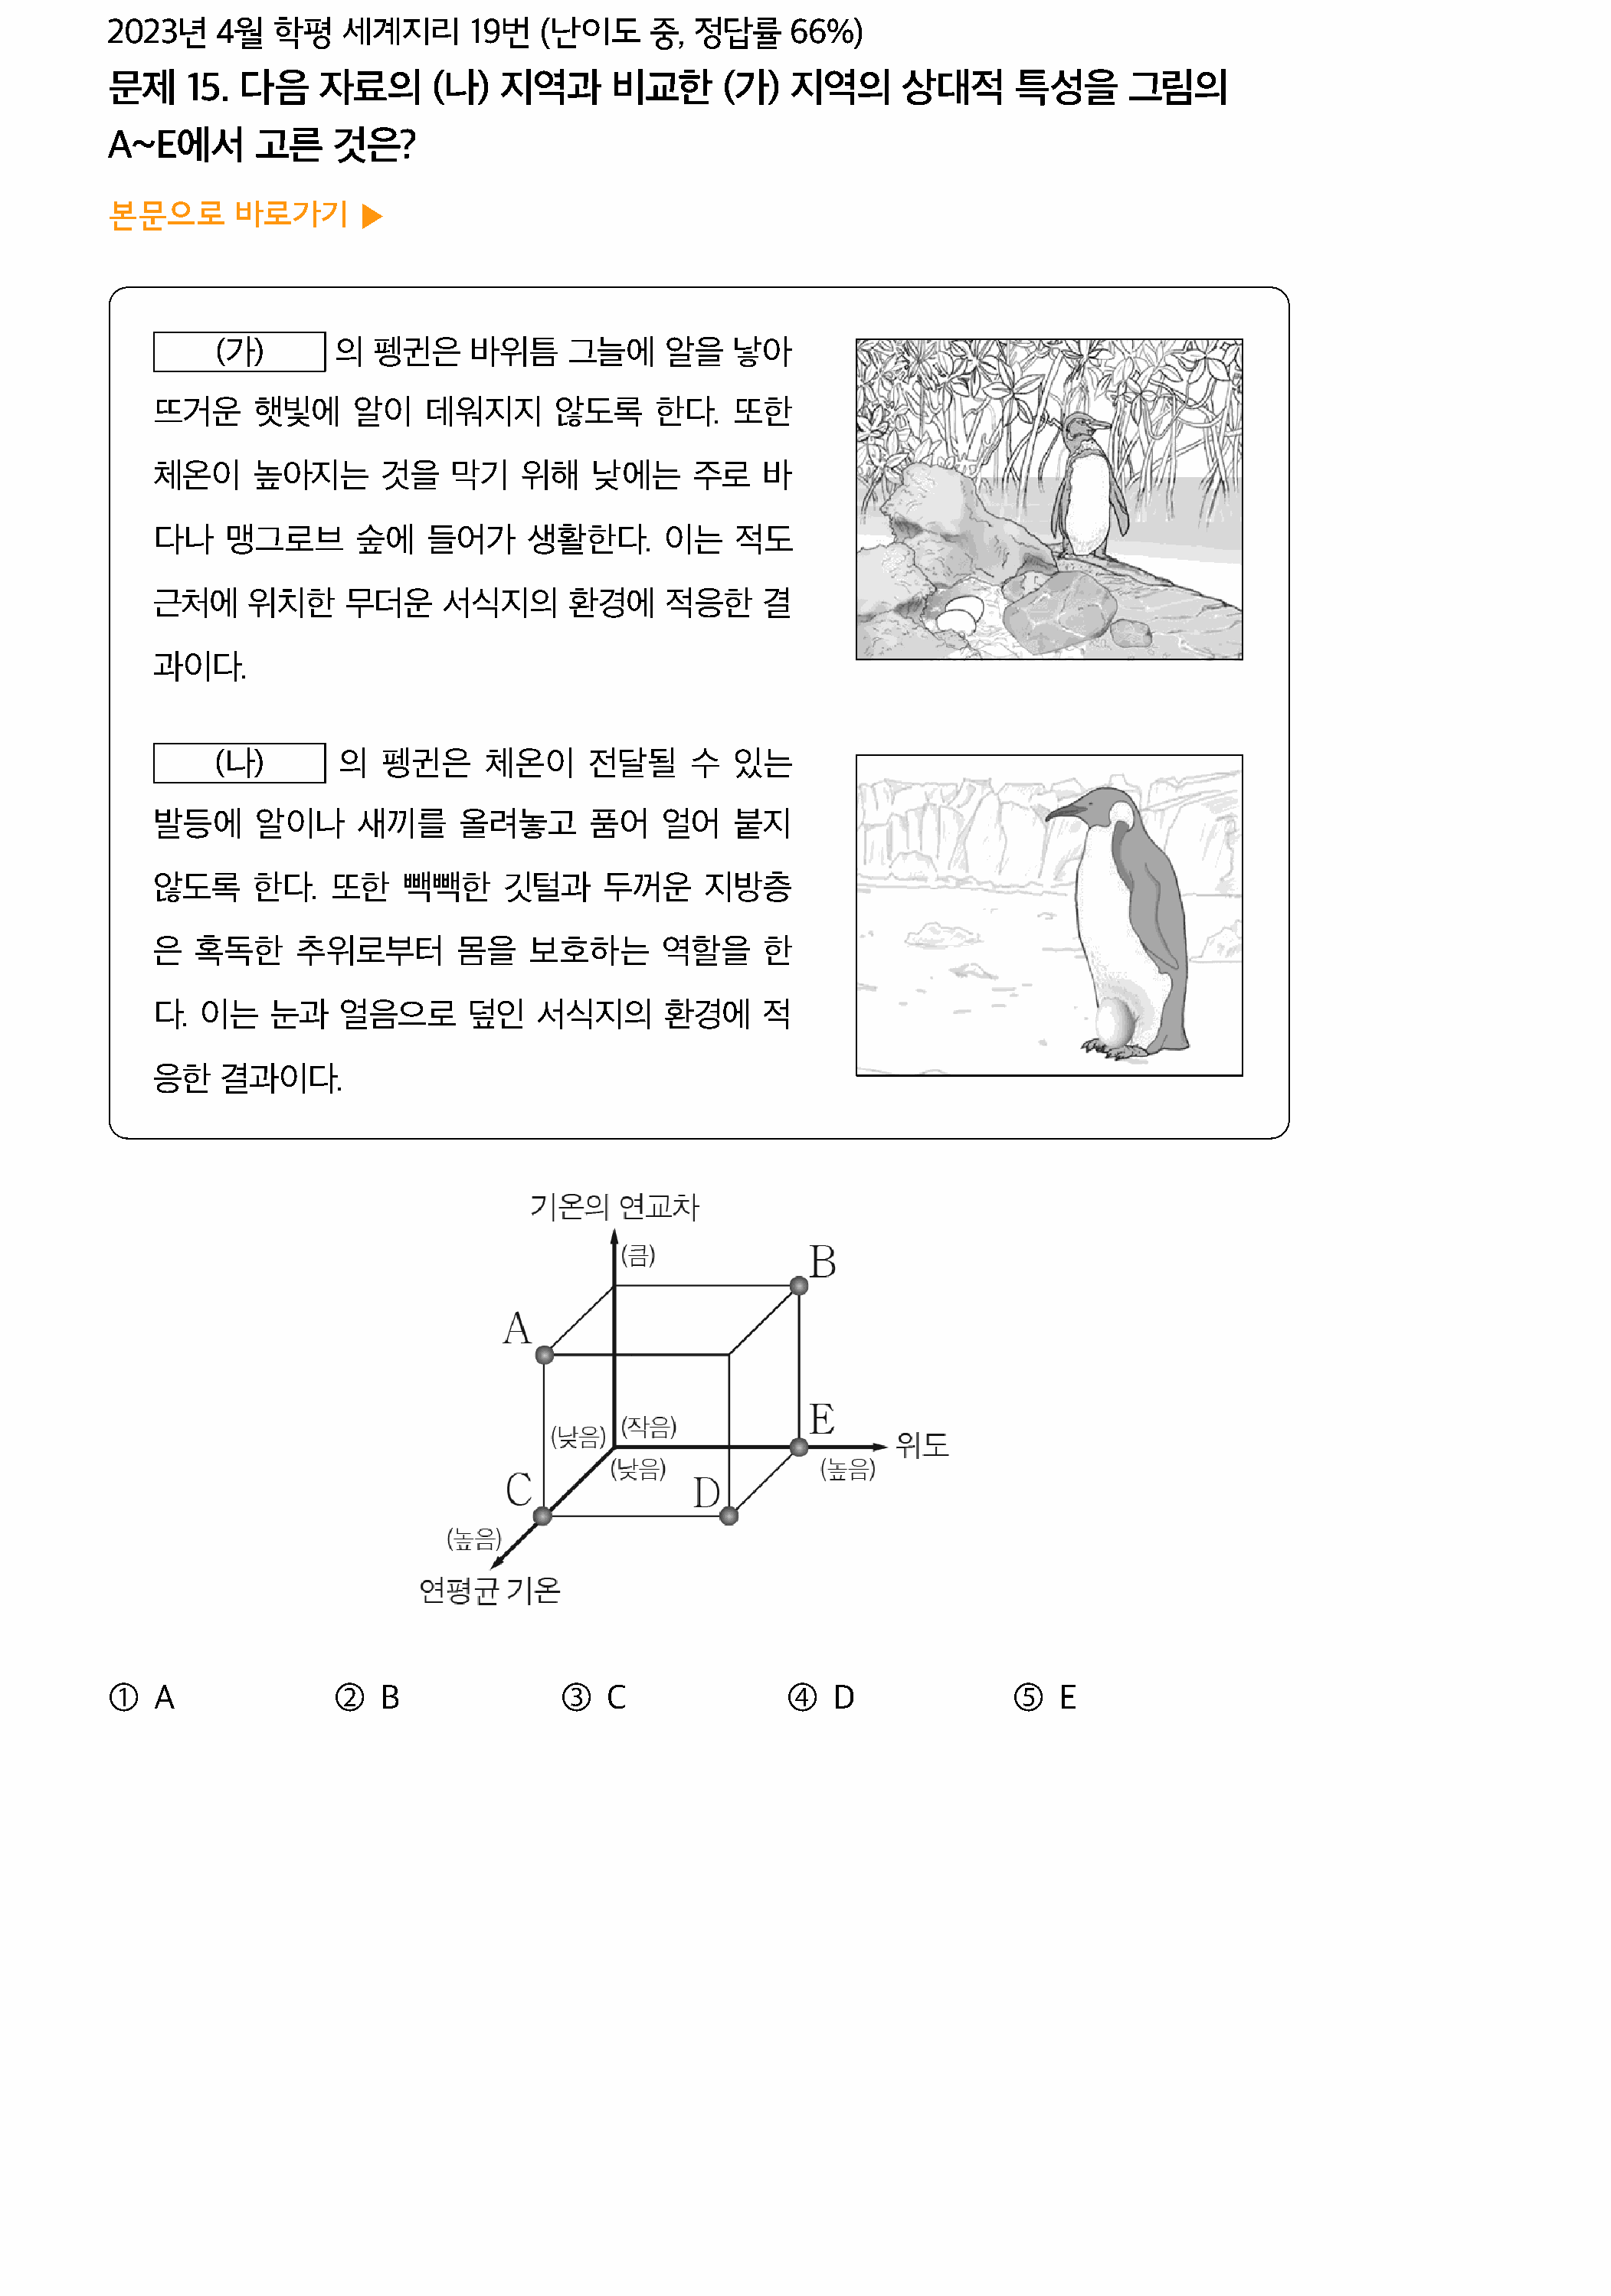 2023년 4월 학평 세계지리 19번 (난이도 중, 정답률 66%)
문제 15. 다음 자료의 (나) 지역과 비교한 (가) 지역의 상대적 특성을 그림의
A~E에서 고른 것은?
본문으로 바로가기 ▶
(가) 의 펭귄은 바위틈 그늘에 알을 낳아
뜨거운 햇빛에 알이 데워지지 않도록 한다. 또한
체온이 높아지는 것을 막기 위해 낮에는 주로 바
다나 맹그로브 숲에 들어가 생활한다. 이는 적도
근처에 위치한 무더운 서식지의 환경에 적응한 결
과이다.
(나) 의 펭귄은 체온이 전달될 수 있는
발등에 알이나 새끼를 올려놓고 품어 얼어 붙지
않도록 한다. 또한 빽빽한 깃털과 두꺼운 지방층
은 혹독한 추위로부터 몸을 보호하는 역할을 한
다. 이는 눈과 얼음으로 덮인 서식지의 환경에 적
응한 결과이다.
기온의 연교차
(큼)
B
A
E
(작음)
(낮음)
위도
(낮음)
(높음)
C
D
(높음)
연평균 기온
① A ② B ③ C ④ D ⑤ E